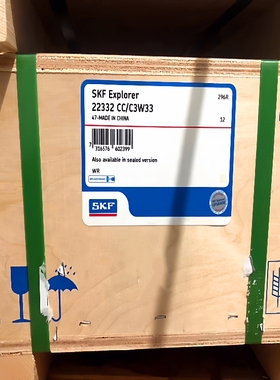 SKF Explorer
296R
22332 CC/C3W33
47-MADE IN CHINA
12
7 316576 602399
Also available in sealed version
WR
SKF